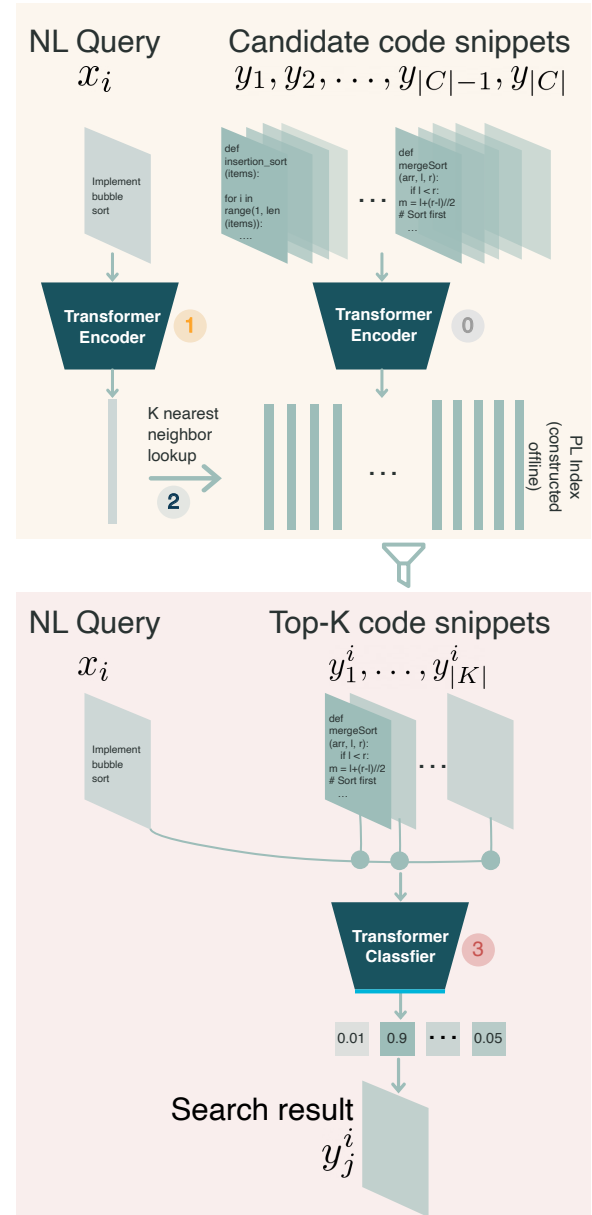 NL Query
Candidate code snippets
x_i
y_1, y_2, . . . , y_{|C|−1}, y_{|C|}
Implement
bubble
sort
def
insertion_sort
(items):
for i in
range(1, len
(items)):
....
...
def
mergeSort
(arr, l, r):
if l < r:
m = l+(r-l)//2
# Sort first
...
Transformer
Encoder
1
Transformer
Encoder
0
K nearest
neighbor
lookup
2
...
PL Index
(constructed
offline)
NL Query
Top-K code snippets
x_i
y^i_1, . . . , y^i_{|K|}
Implement
bubble
sort
def
mergeSort
(arr, l, r):
if l < r:
m = l+(r-l)//2
# Sort first
...
...
Transformer
Classfier
3
0.01 0.9 ... 0.05
Search result
y^i_j